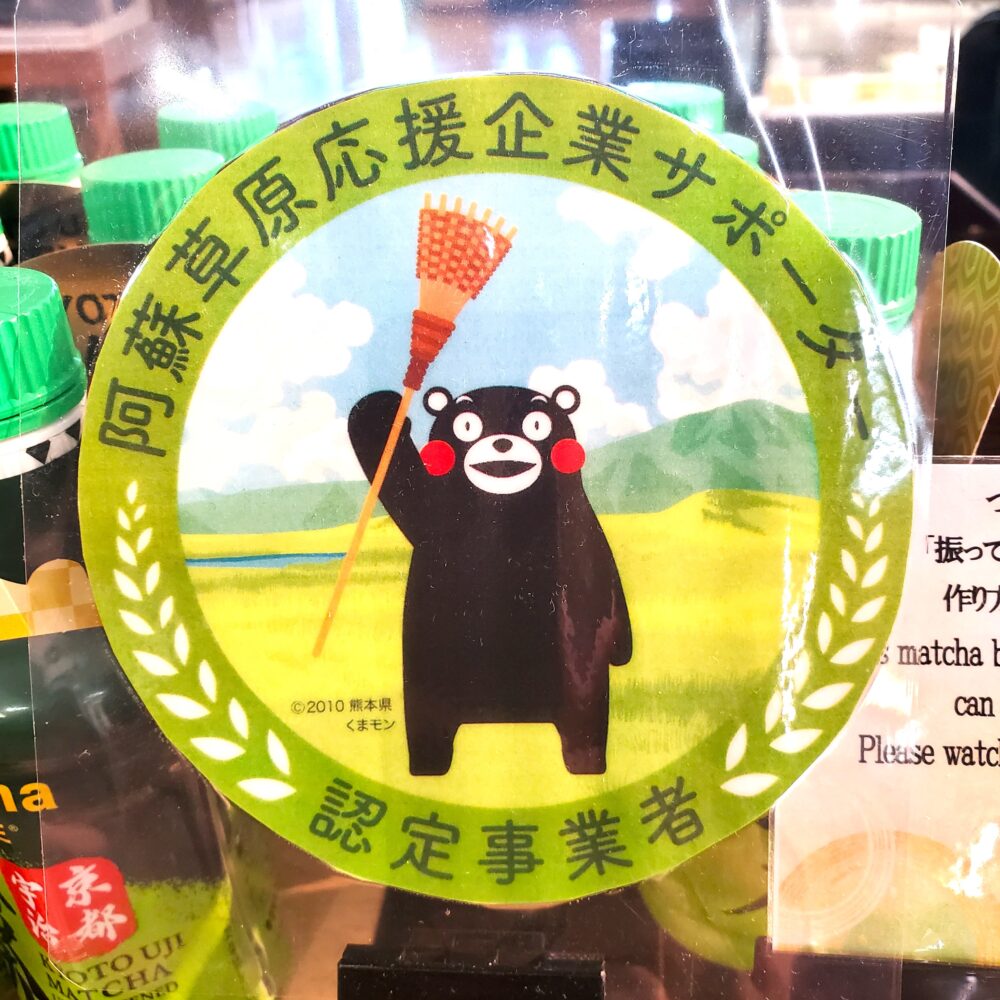 阿蘇草原応援企業サポーター
©2010 熊本県
くまモン
認定事業者
京都
宇治
MATCHA
「振って
作り方
matcha b
can
Please watch